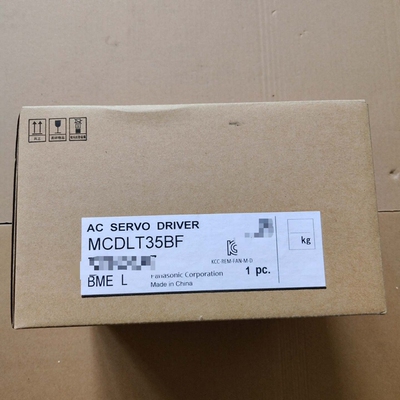 AC SERVO DRIVER
MCDLT35BF
KCC-REM-FAN-M-D
kg
BME L
Panasonic Corporation
1 pc.
Made in China